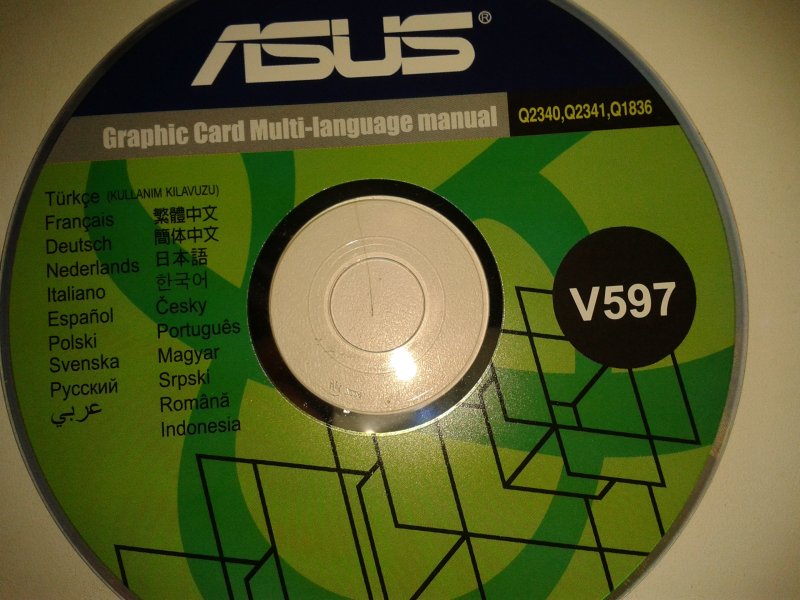 ASUS®
Graphic Card Multi-language manual
Q2340,Q2341,Q1836
Türkçe (KULLANIM KILAVUZU)
Français
Deutsch
Nederlands
Italiano
Español
Polski
Svenska
Русский
عربي
繁體中文
簡体中文
日本語
한국어
Česky
Português
Magyar
Srpski
Română
Indonesia
V597